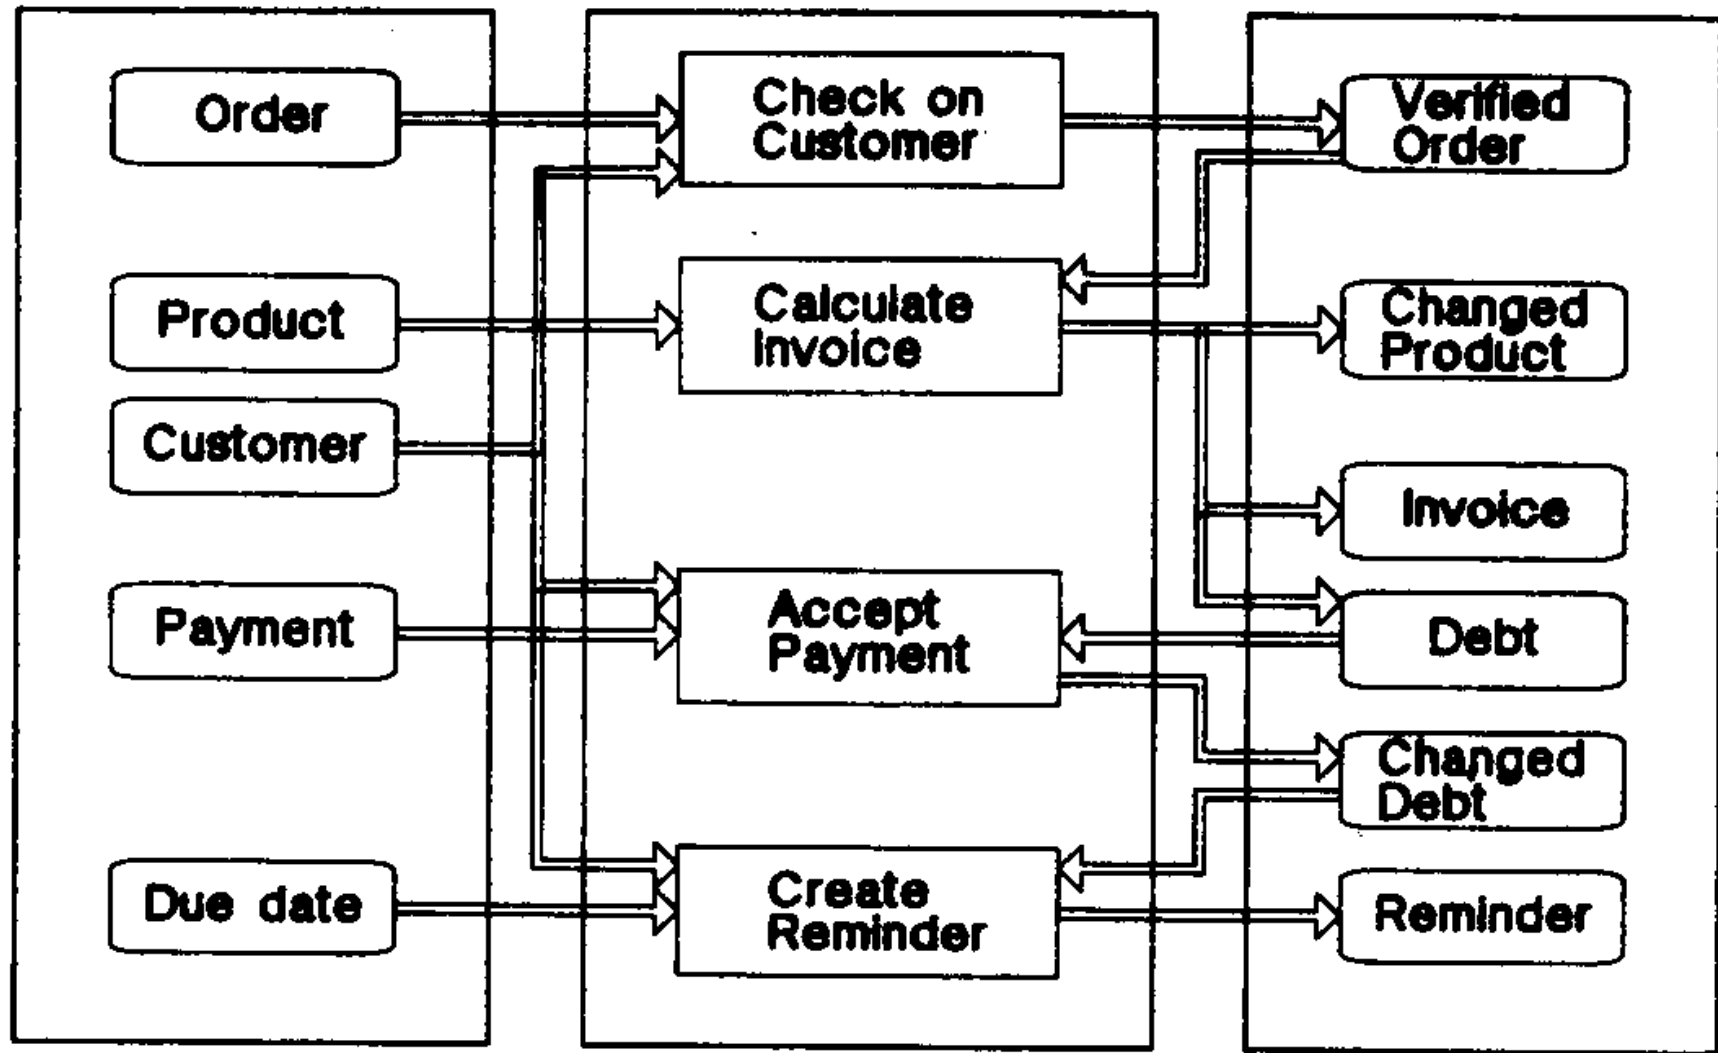 Order
Product
Customer
Payment
Due date
Check on
Customer
Calculate
Invoice
Accept
Payment
Create
Reminder
Verified
Order
Changed
Product
Invoice
Debt
Changed
Debt
Reminder